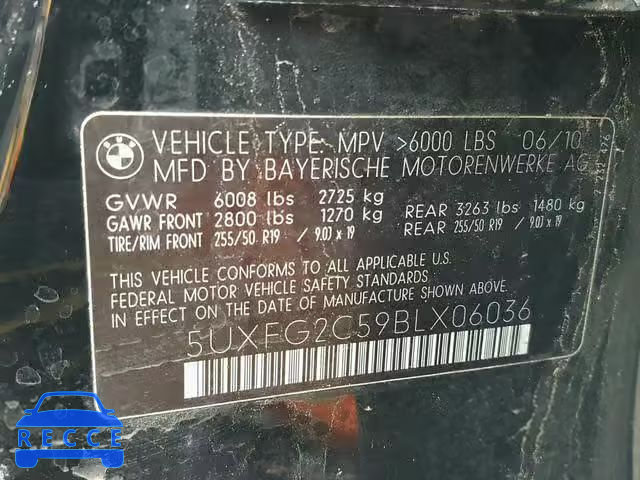 BMW
VEHICLE TYPE: MPV >6000 LBS 06/10
MFD BY BAYERISCHE MOTORENWERKE AG
GVWR 6008 lbs 2725 kg
GAWR FRONT 2800 lbs 1270 kg REAR 3263 lbs 1480 kg
TIRE/RIM FRONT 255/50 R19 / 9.0J x 19 REAR 255/50 R19 / 9.0J x 19
THIS VEHICLE CONFORMS TO ALL APPLICABLE U.S.
FEDERAL MOTOR VEHICLE SAFETY STANDARDS
IN EFFECT ON THE DATE OF MANUFACTURE SHOWN ABOVE.
5UXFG2C59BLX06036
RECCE